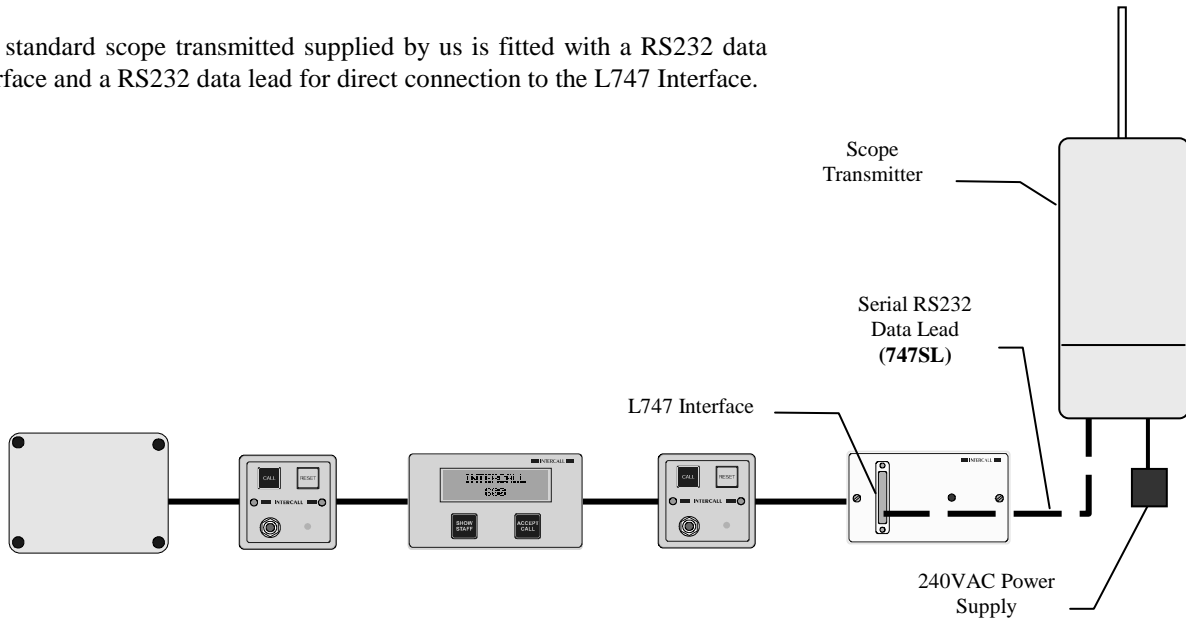 standard scope transmitted supplied by us is fitted with a RS232 data
rface and a RS232 data lead for direct connection to the L747 Interface.
Scope
Transmitter
Serial RS232
Data Lead
(747SL)
L747 Interface
CALL
RESET
INTERCALL
INTERCALL
INTERCALL
600
SHOW
STAFF
ACCEPT
CALL
CALL
RESET
INTERCALL
INTERCALL
240VAC Power
Supply